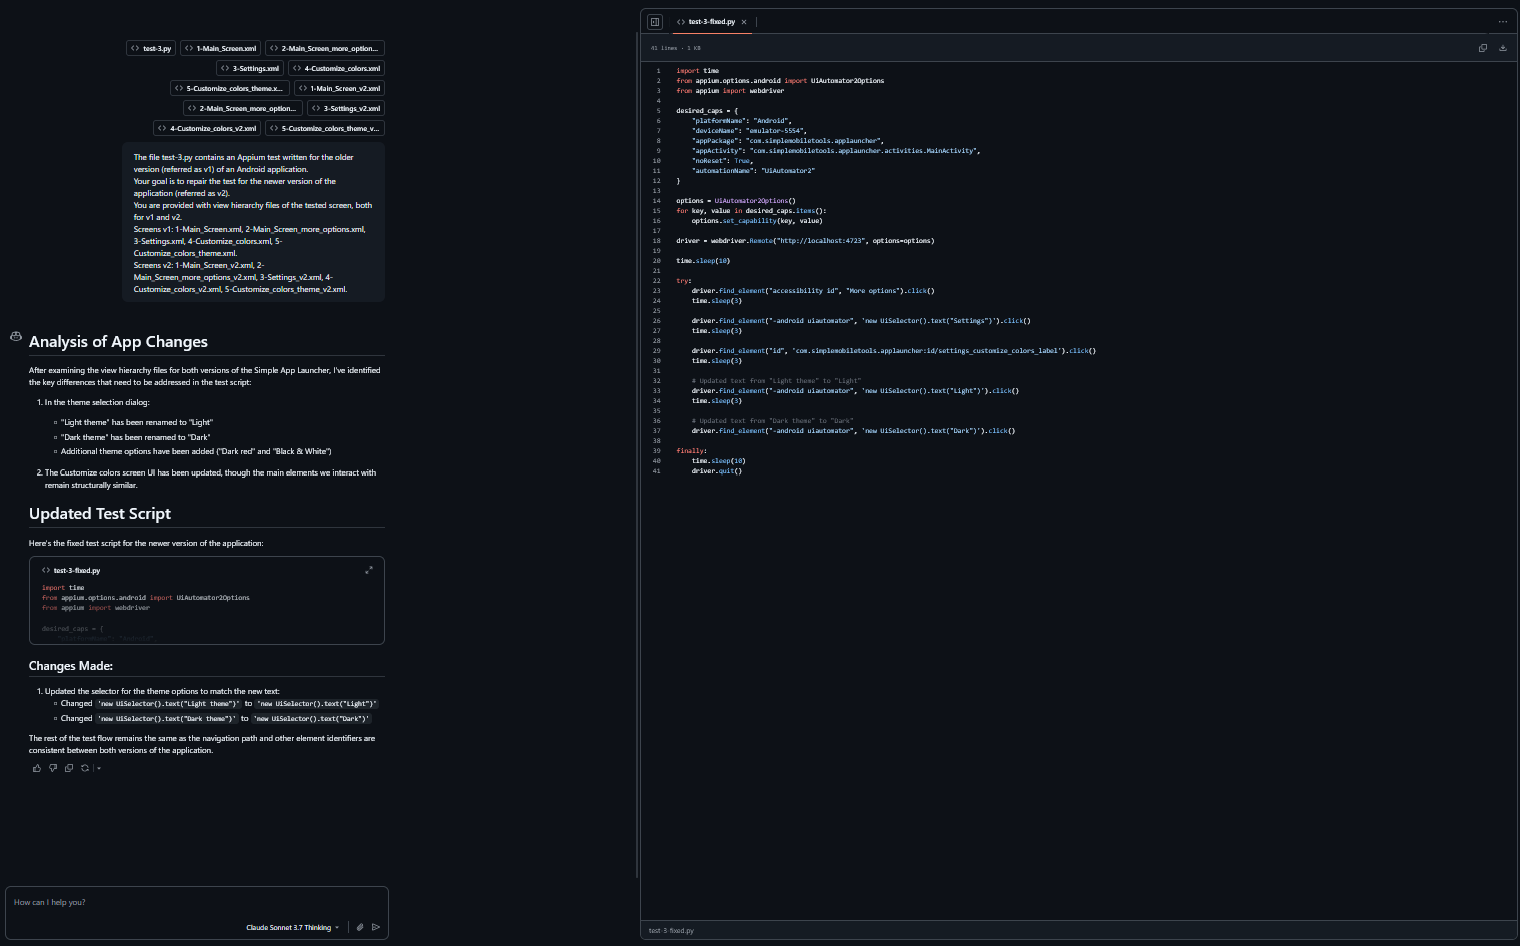 test-3.py
1-Main_Screen.xml
2-Main_Screen_more_option...
3-Settings.xml
4-Customize_colors.xml
5-Customize_colors_theme.x...
1-Main_Screen_v2.xml
2-Main_Screen_more_option...
3-Settings_v2.xml
4-Customize_colors_v2.xml
5-Customize_colors_theme_v...
The file test-3.py contains an Appium test written for the older
version (referred as v1) of an Android application.
Your goal is to repair the test for the newer version of the
application (referred as v2).
You are provided with view hierarchy files of the tested screen, both
for v1 and v2.
Screens v1: 1-Main_Screen.xml, 2-Main_Screen_more_options.xml,
3-Settings.xml, 4-Customize_colors.xml, 5-
Customize_colors_theme.xml.
Screens v2: 1-Main_Screen_v2.xml, 2-
Main_Screen_more_options_v2.xml, 3-Settings_v2.xml, 4-
Customize_colors_v2.xml, 5-Customize_colors_theme_v2.xml.
Analysis of App Changes
After examining the view hierarchy files for both versions of the Simple App Launcher, I've identified
the key differences that need to be addressed in the test script:
1. In the theme selection dialog:
"Light theme" has been renamed to "Light"
"Dark theme" has been renamed to "Dark"
Additional theme options have been added ("Dark red" and "Black & White")
2. The Customize colors screen UI has been updated, though the main elements we interact with
remain structurally similar.
Updated Test Script
Here's the fixed test script for the newer version of the application:
test-3-fixed.py
import time
from appium.options.android import UiAutomator2Options
from appium import webdriver
desired_caps = {
"platformName": "Android",
Changes Made:
1. Updated the selector for the theme options to match the new text:
Changed 'new UiSelector().text("Light theme")' to 'new UiSelector().text("Light")'
Changed 'new UiSelector().text("Dark theme")' to 'new UiSelector().text("Dark")'
The rest of the test flow remains the same as the navigation path and other element identifiers are
consistent between both versions of the application.
How can I help you?
Claude Sonnet 3.7 Thinking
test-3-fixed.py
41 lines · 1 KB
1 import time
2 from appium.options.android import UiAutomator2Options
3 from appium import webdriver
4
5 desired_caps = {
6 "platformName": "Android",
7 "deviceName": "emulator-5554",
8 "appPackage": "com.simplemobiletools.applauncher",
9 "appActivity": "com.simplemobiletools.applauncher.activities.MainActivity",
10 "noReset": True,
11 "automationName": "UiAutomator2"
12 }
13
14 options = UiAutomator2Options()
15 for key, value in desired_caps.items():
16 options.set_capability(key, value)
17
18 driver = webdriver.Remote("http://localhost:4723", options=options)
19
20 time.sleep(10)
21
22 try:
23 driver.find_element("accessibility id", "More options").click()
24 time.sleep(3)
25
26 driver.find_element("-android uiautomator", 'new UiSelector().text("Settings")').click()
27 time.sleep(3)
28
29 driver.find_element("id", 'com.simplemobiletools.applauncher:id/settings_customize_colors_label').click()
30 time.sleep(3)
31
32 # Updated text from "Light theme" to "Light"
33 driver.find_element("-android uiautomator", 'new UiSelector().text("Light")').click()
34 time.sleep(3)
35
36 # Updated text from "Dark theme" to "Dark"
37 driver.find_element("-android uiautomator", 'new UiSelector().text("Dark")').click()
38
39 finally:
40 time.sleep(10)
41 driver.quit()
test-3-fixed.py